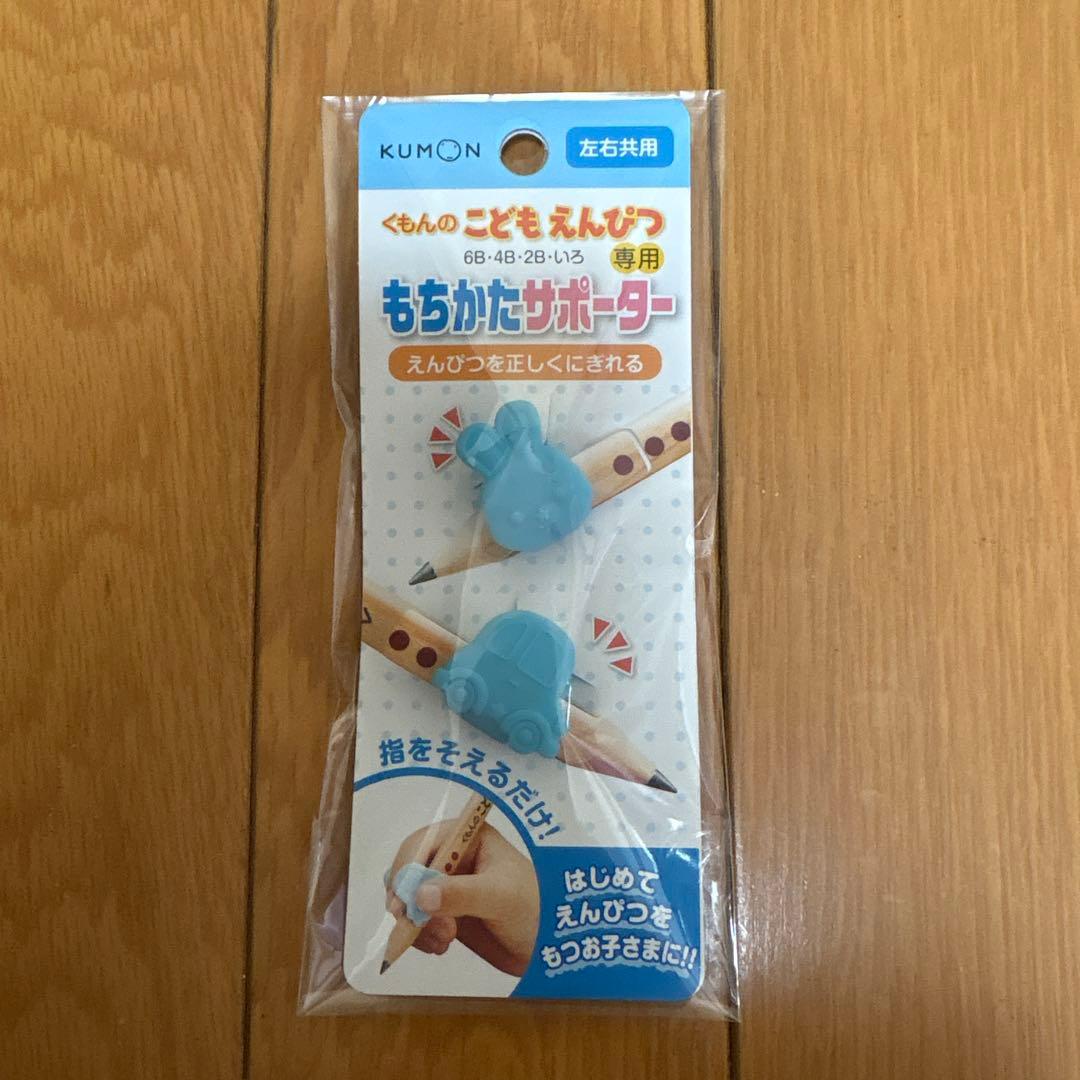 KUMON
左右共用
くもんの こども えんぴつ
6B・4B・2B・いろ 専用
もちかたサポーター
えんぴつを正しくにぎれる
指をそえるだけ!
はじめて
えんぴつを
もつお子さまに!!